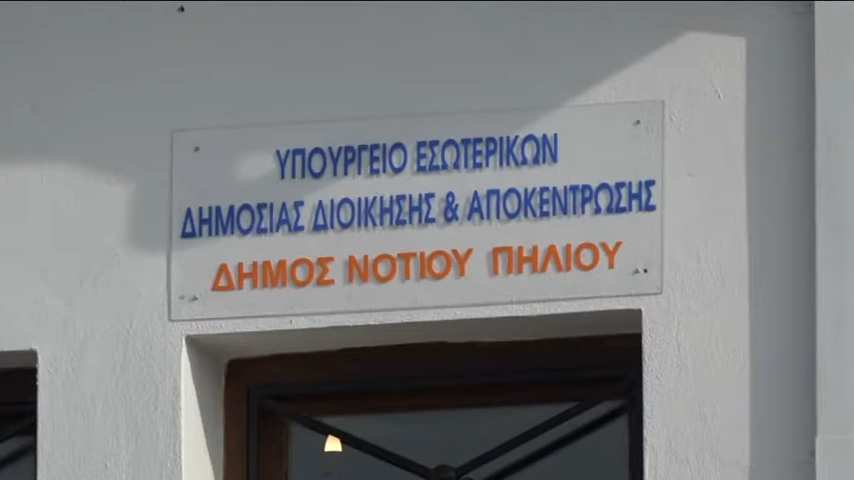 ΥΠΟΥΡΓΕΙΟ ΕΣΩΤΕΡΙΚΩΝ
ΔΗΜΟΣΙΑΣ ΔΙΟΙΚΗΣΗΣ & ΑΠΟΚΕΝΤΡΩΣΗΣ
ΔΗΜΟΣ ΝΟΤΙΟΥ ΠΗΛΙΟΥ